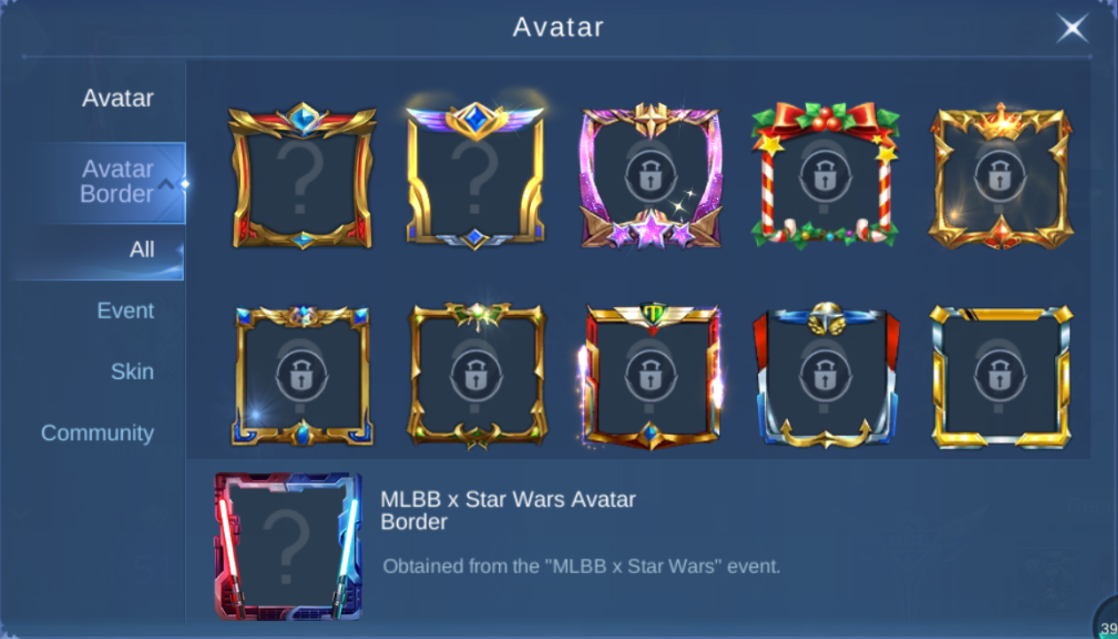 Avatar
Avatar
Avatar
Border
All
Event
Skin
Community
?
?
T
MLBB x Star Wars Avatar
Border
?
Obtained from the "MLBB x Star Wars" event.
39